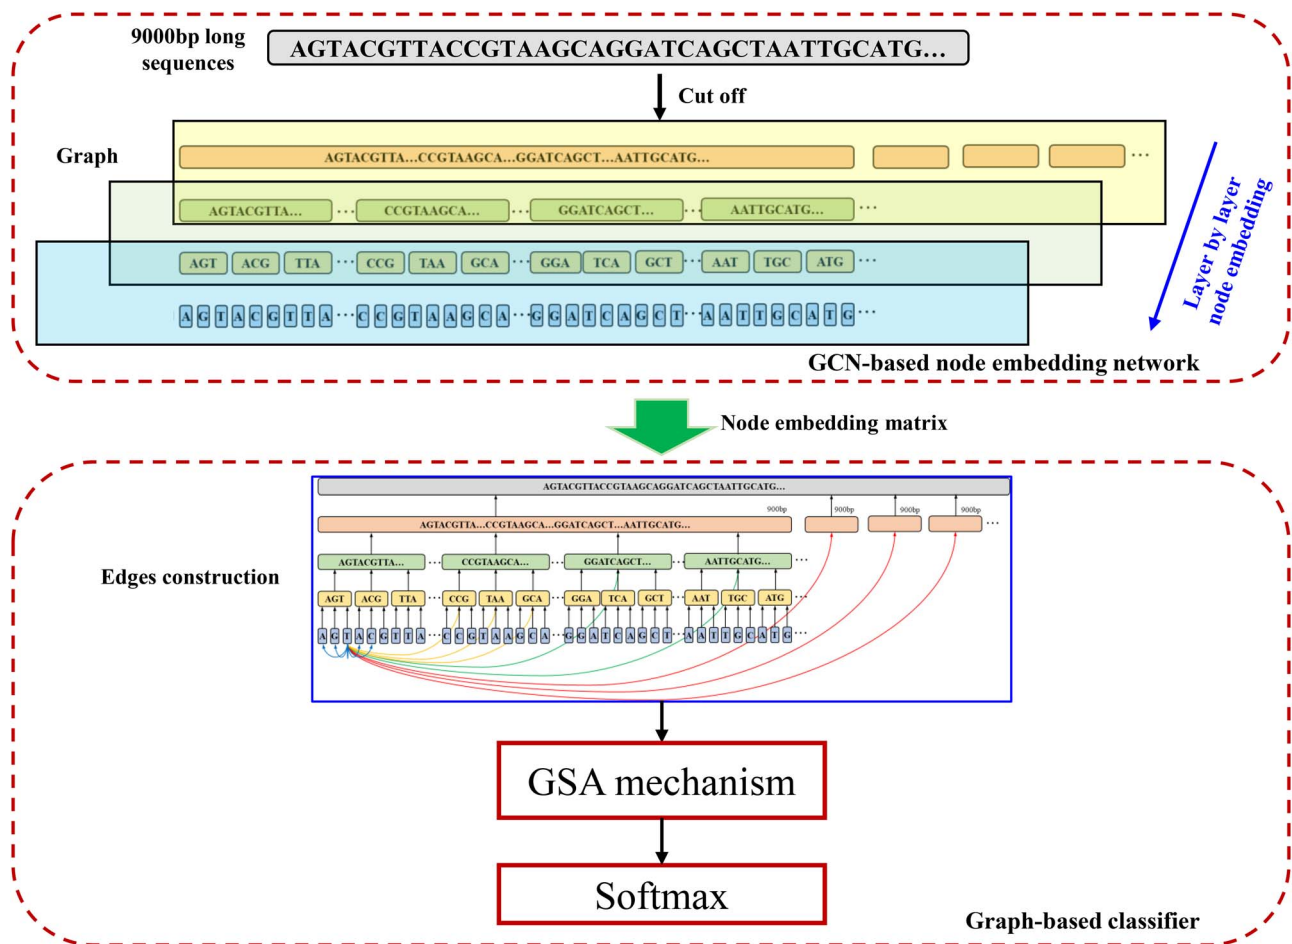 9000bp long
sequences
AGTACGTTACCGTAAGCAGGATCAGCTAATTGCATG...
Cut off
Graph
AGTACGTTA...CCGTAAGCA...GGATCAGCT...AATTGCATG... ...
AGTACGTTA... ... CCGTAAGCA... ... GGATCAGCT... ... AATTGCATG... ...
AGT ACG TTA ... CCG TAA GCA ... GGA TCA GCT ... AAT TGC ATG ...
A G T A C G T T A ... C C G T A A G C A ... G G A T C A G C T ... A A T T G C A T G ...
Layer by layer
node embedding
GCN-based node embedding network
Node embedding matrix
AGTACGTTACCGTAAGCAGGATCAGCTAATTGCATG...
900bp 900bp 900bp 900bp
AGTACGTTA...CCGTAAGCA...GGATCAGCT...AATTGCATG... ...
AGTACGTTA... ... CCGTAAGCA... ... GGATCAGCT... ... AATTGCATG... ...
Edges construction
AGT ACG TTA ... CCG TAA GCA ... GGA TCA GCT ... AAT TGC ATG ...
A G T A C G T T A ... C C G T A A G C A ... G G A T C A G C T ... A A T T G C A T G ...
GSA mechanism
Softmax
Graph-based classifier